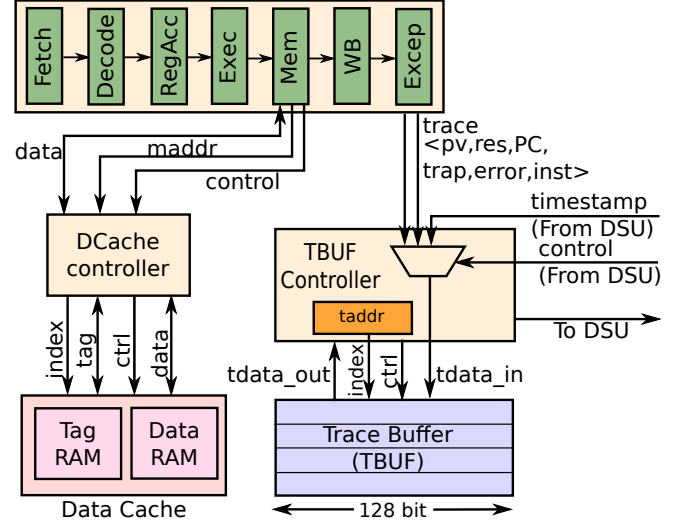 Fetch
Decode
RegAcc
Exec
Mem
WB
Excep
data
maddr
control
trace
<pv,res,PC,
trap,error,inst>
timestamp
(From DSU)
control
(From DSU)
To DSU
DCache
controller
TBUF
Controller
taddr
index
tag
ctrl
data
tdata_out
index
ctrl
tdata_in
Tag
RAM
Data
RAM
Data Cache
Trace Buffer
(TBUF)
128 bit